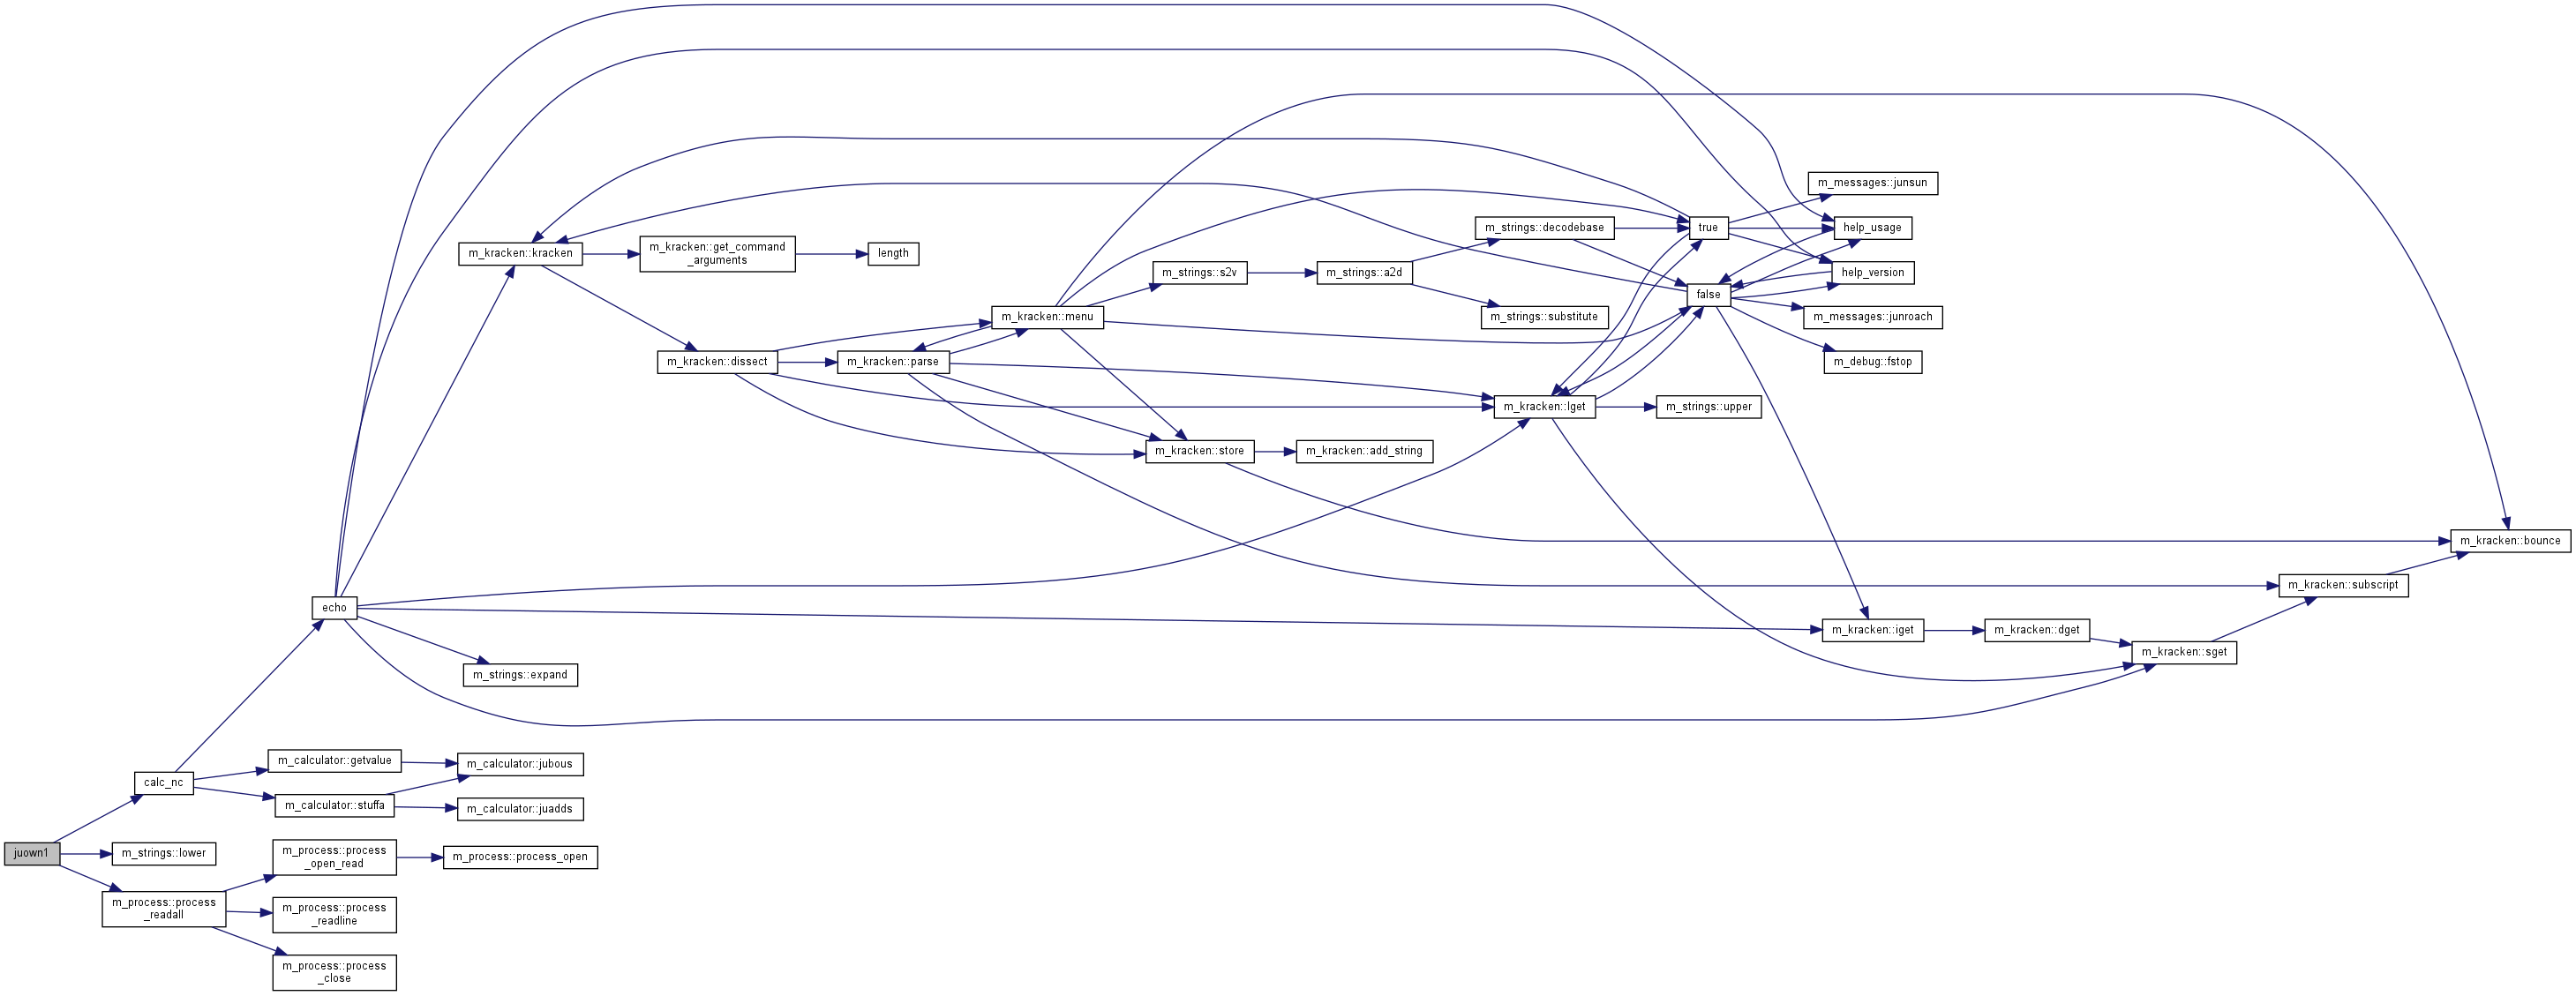 m_messages::junsun
true
help_usage
m_kracken::kracken
m_kracken::get_command
_arguments
length
m_strings::decodebase
m_strings::s2v
m_strings::a2d
help_version
false
m_kracken::menu
m_strings::substitute
m_messages::junroach
m_kracken::dissect
m_kracken::parse
m_debug::fstop
m_kracken::lget
m_strings::upper
m_kracken::store
m_kracken::add_string
m_kracken::bounce
m_kracken::subscript
echo
m_kracken::iget
m_kracken::dget
m_kracken::sget
m_strings::expand
m_calculator::getvalue
m_calculator::jubous
calc_nc
m_calculator::stuffa
m_calculator::juadds
juown1
m_strings::lower
m_process::process
_open_read
m_process::process_open
m_process::process
_readall
m_process::process
_readline
m_process::process
_close